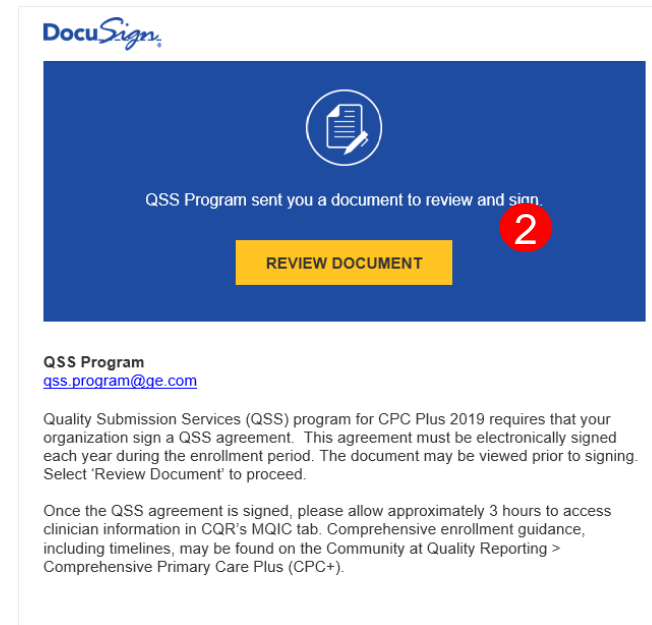 DocuSign
QSS Program sent you a document to review and sign.
2
REVIEW DOCUMENT
QSS Program
qss.program@ge.com
Quality Submission Services (QSS) program for CPC Plus 2019 requires that your
organization sign a QSS agreement.  This agreement must be electronically signed
each year during the enrollment period. The document may be viewed prior to signing.
Select ‘Review Document’ to proceed.
Once the QSS agreement is signed, please allow approximately 3 hours to access
clinician information in CQR’s MQIC tab. Comprehensive enrollment guidance,
including timelines, may be found on the Community at Quality Reporting >
Comprehensive Primary Care Plus (CPC+).